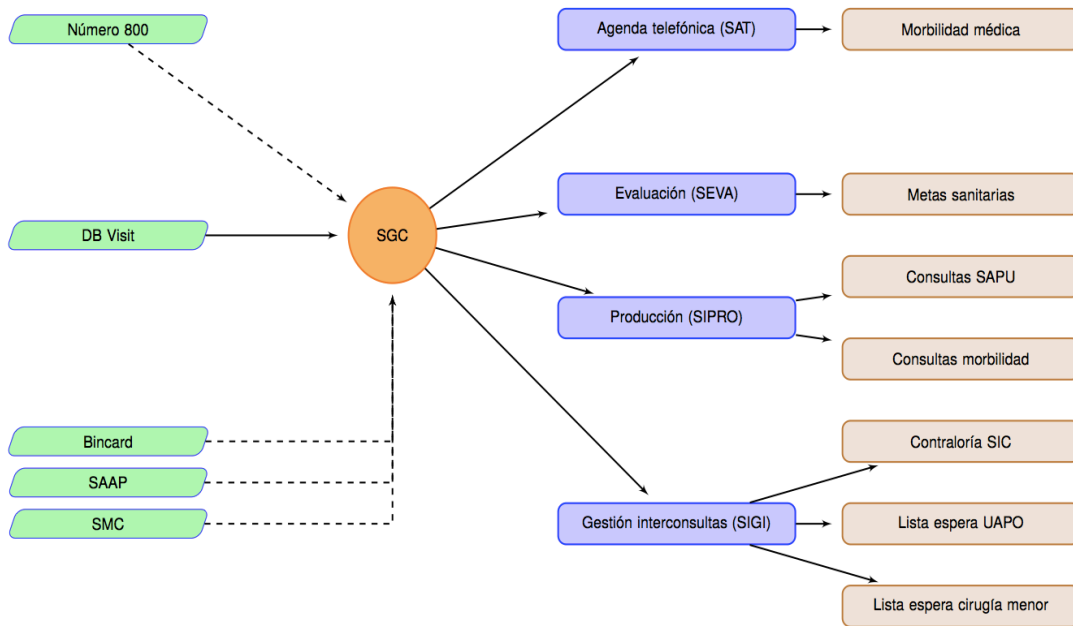 Número 800
Agenda telefónica (SAT)
Morbilidad médica
Evaluación (SEVA)
Metas sanitarias
DB Visit
SGC
Consultas SAPU
Producción (SIPRO)
Consultas morbilidad
Bincard
Contraloría SIC
SAAP
SMC
Gestión interconsultas (SIGI)
Lista espera UAPO
Lista espera cirugía menor